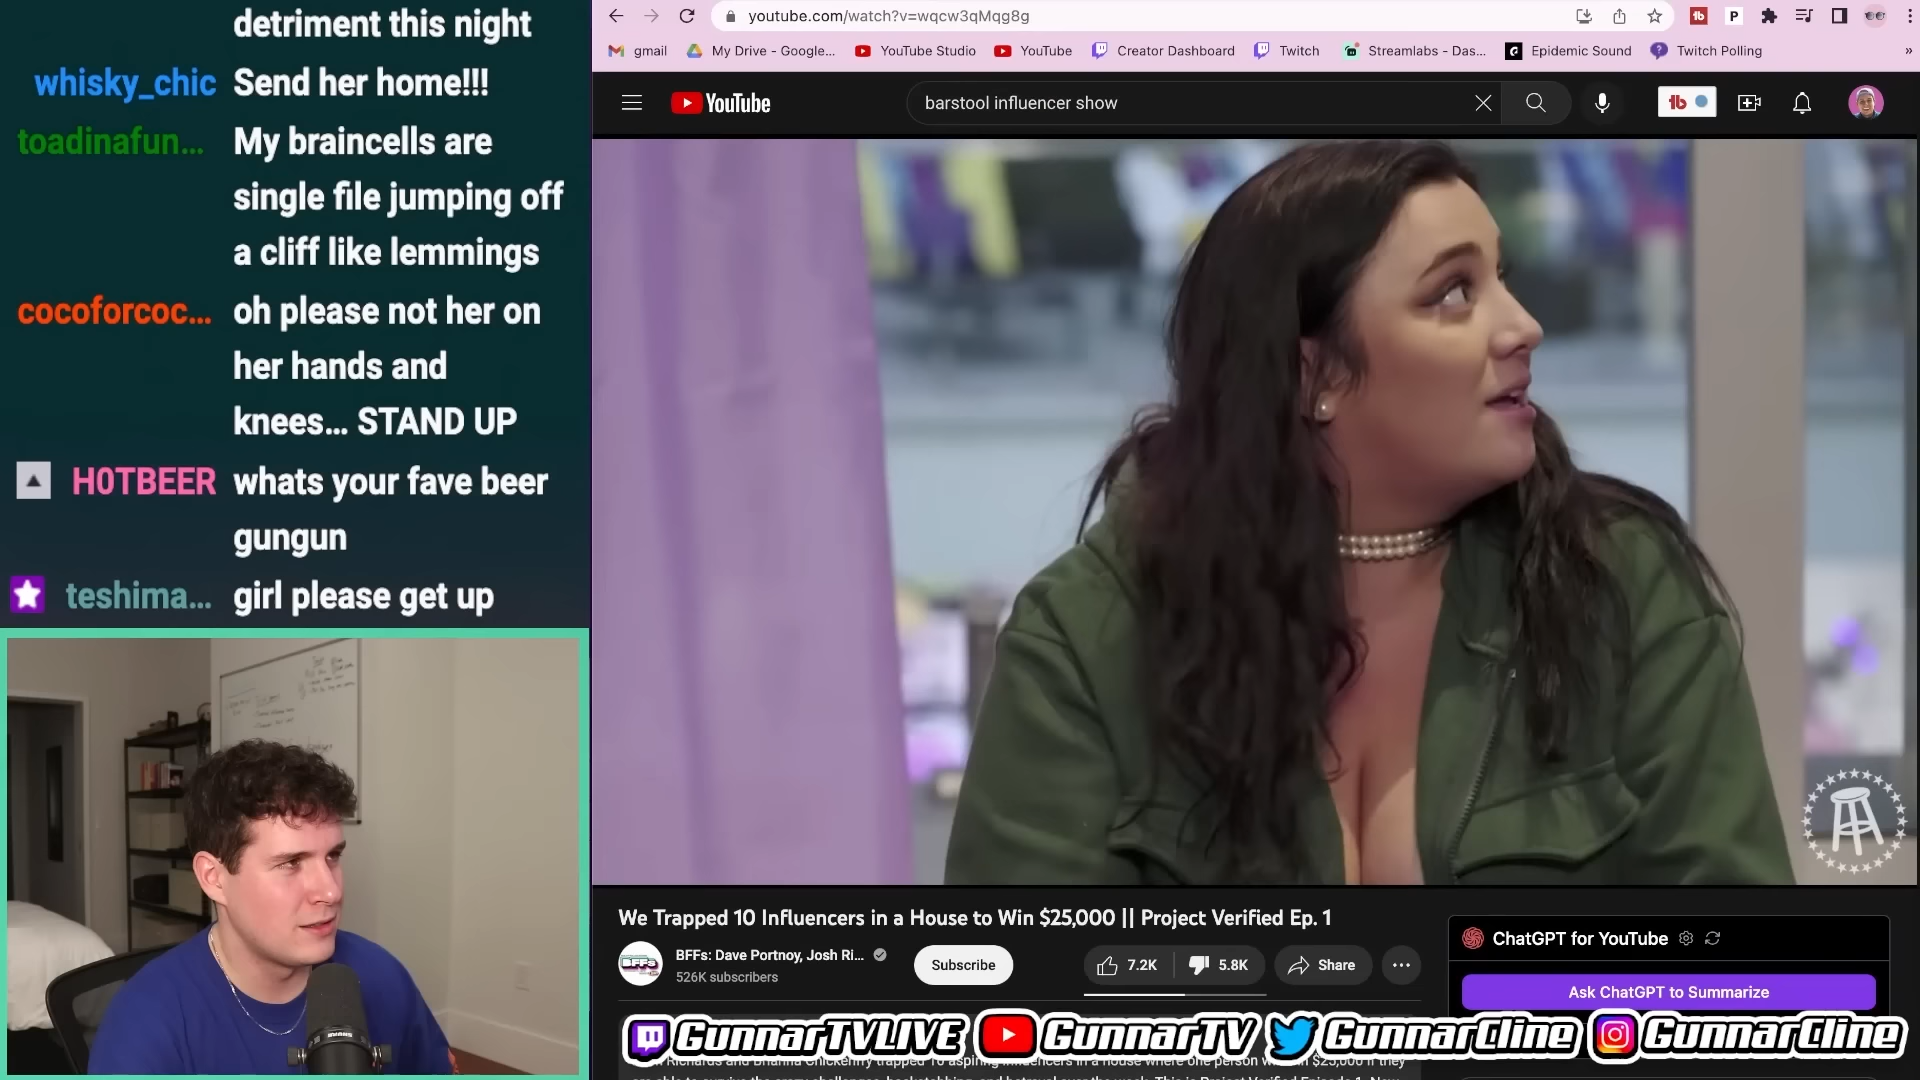 detriment this night
whisky_chic Send her home!!!
toadinafun... My braincells are
single file jumping off
a cliff like lemmings
cocoforcoc... oh please not her on
her hands and
knees... STAND UP
H0TBEER whats your fave beer
gungun
teshima... girl please get up
youtube.com/watch?v=wqcw3qMqg8g
gmail My Drive - Google... YouTube Studio YouTube Creator Dashboard Twitch Streamlabs - Das... Epidemic Sound Twitch Polling »
YouTube barstool influencer show
We Trapped 10 Influencers in a House to Win $25,000 || Project Verified Ep. 1
BFFs: Dave Portnoy, Josh Ri...
526K subscribers
Subscribe
7.2K 5.8K Share
ChatGPT for YouTube
Ask ChatGPT to Summarize
GunnarTVLIVE GunnarTV GunnarCline GunnarCline